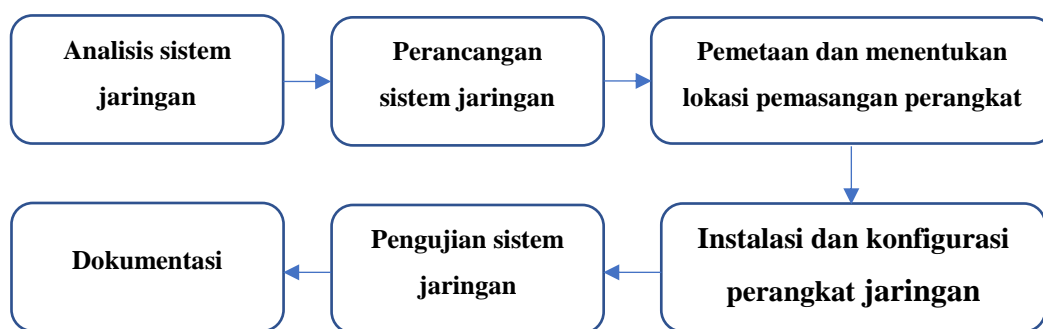 Analisis sistem
jaringan
Perancangan
sistem jaringan
Pemetaan dan menentukan
lokasi pemasangan perangkat
Instalasi dan konfigurasi
perangkat jaringan
Pengujian sistem
jaringan
Dokumentasi